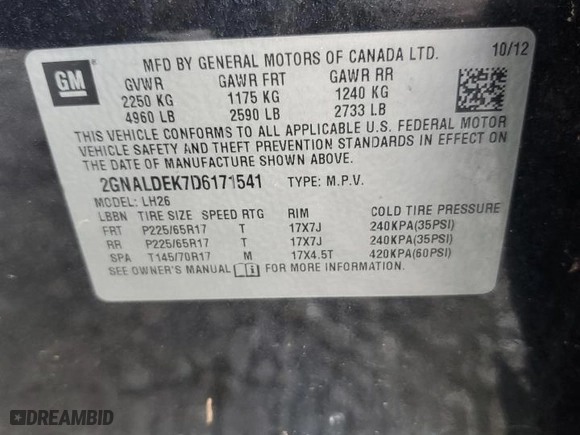 GM
MFD BY GENERAL MOTORS OF CANADA LTD. 10/12
GVWR GAWR FRT GAWR RR
2250 KG 1175 KG 1240 KG
4960 LB 2590 LB 2733 LB
THIS VEHICLE CONFORMS TO ALL APPLICABLE U.S. FEDERAL MOTOR
VEHICLE SAFETY AND THEFT PREVENTION STANDARDS IN EFFECT ON
THE DATE OF MANUFACTURE SHOWN ABOVE.
2GNALDEK7D6171541 TYPE: M.P.V.
MODEL: LH26
LBBN TIRE SIZE SPEED RTG RIM COLD TIRE PRESSURE
FRT P225/65R17 T 17X7J 240KPA(35PSI)
RR P225/65R17 T 17X7J 240KPA(35PSI)
SPA T145/70R17 M 17X4.5T 420KPA(60PSI)
SEE OWNER'S MANUAL FOR MORE INFORMATION.
DREAMBID